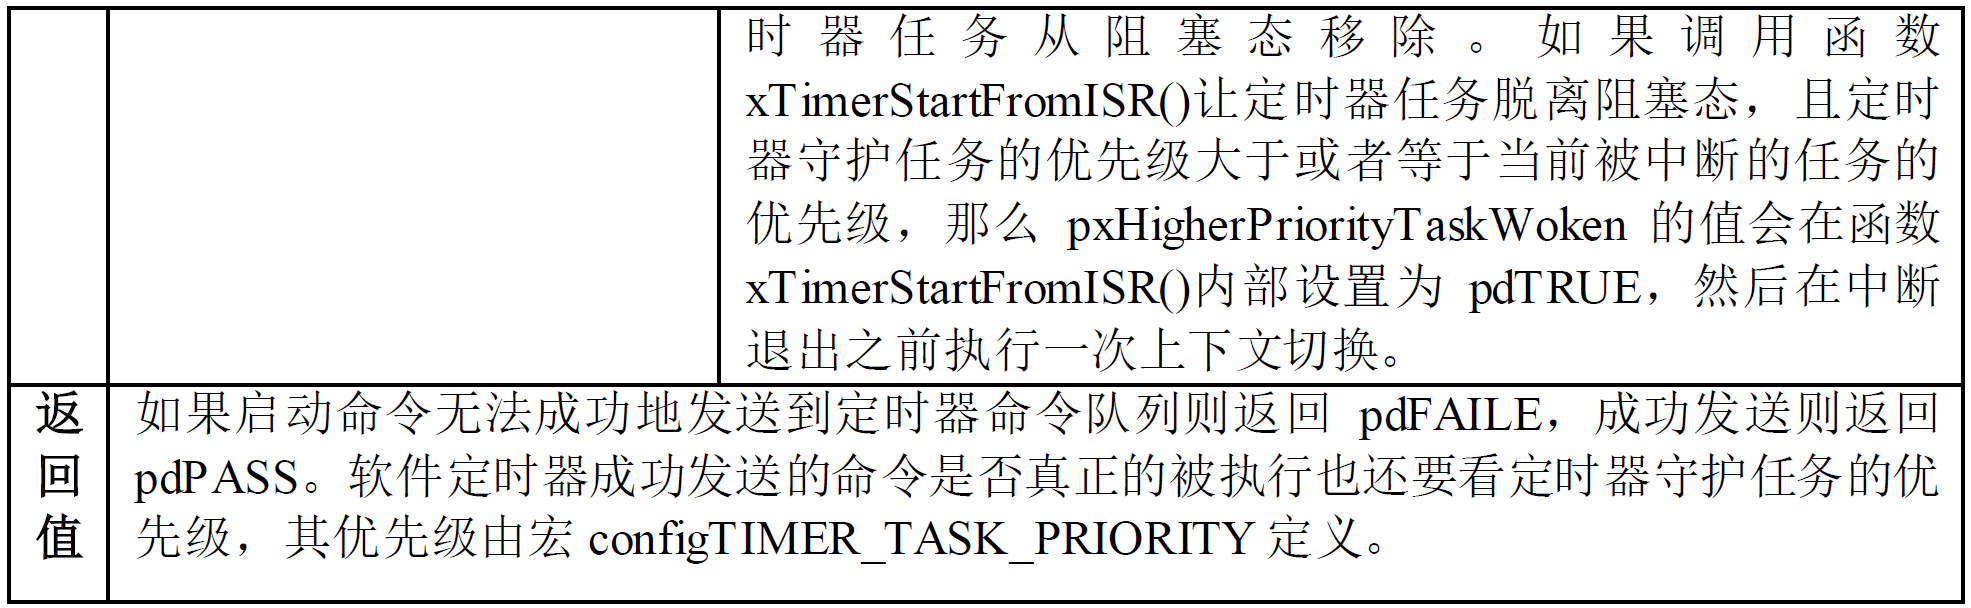 时器任务从阻塞态移除。如果调用函数
xTimerStartFromISR()让定时器任务脱离阻塞态，且定时
器守护任务的优先级大于或者等于当前被中断的任务的
优先级，那么 pxHigherPriorityTaskWoken 的值会在函数
xTimerStartFromISR()内部设置为 pdTRUE，然后在中断
退出之前执行一次上下文切换。
返回值
如果启动命令无法成功地发送到定时器命令队列则返回 pdFAILE，成功发送则返回
pdPASS。软件定时器成功发送的命令是否真正的被执行也还要看定时器守护任务的优
先级，其优先级由宏 configTIMER_TASK_PRIORITY 定义。